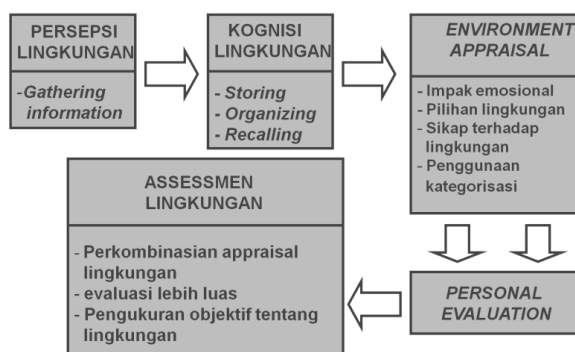 PERSEPSI
LINGKUNGAN
-Gathering
information
KOGNISI
LINGKUNGAN
- Storing
- Organizing
- Recalling
ENVIRONMENT
APPRAISAL
- Impak emosional
- Pilihan lingkungan
- Sikap terhadap
lingkungan
- Penggunaan
kategorisasi
PERSONAL
EVALUATION
ASSESSMEN
LINGKUNGAN
- Perkombinasian appraisal
lingkungan
- evaluasi lebih luas
- Pengukuran objektif tentang
lingkungan